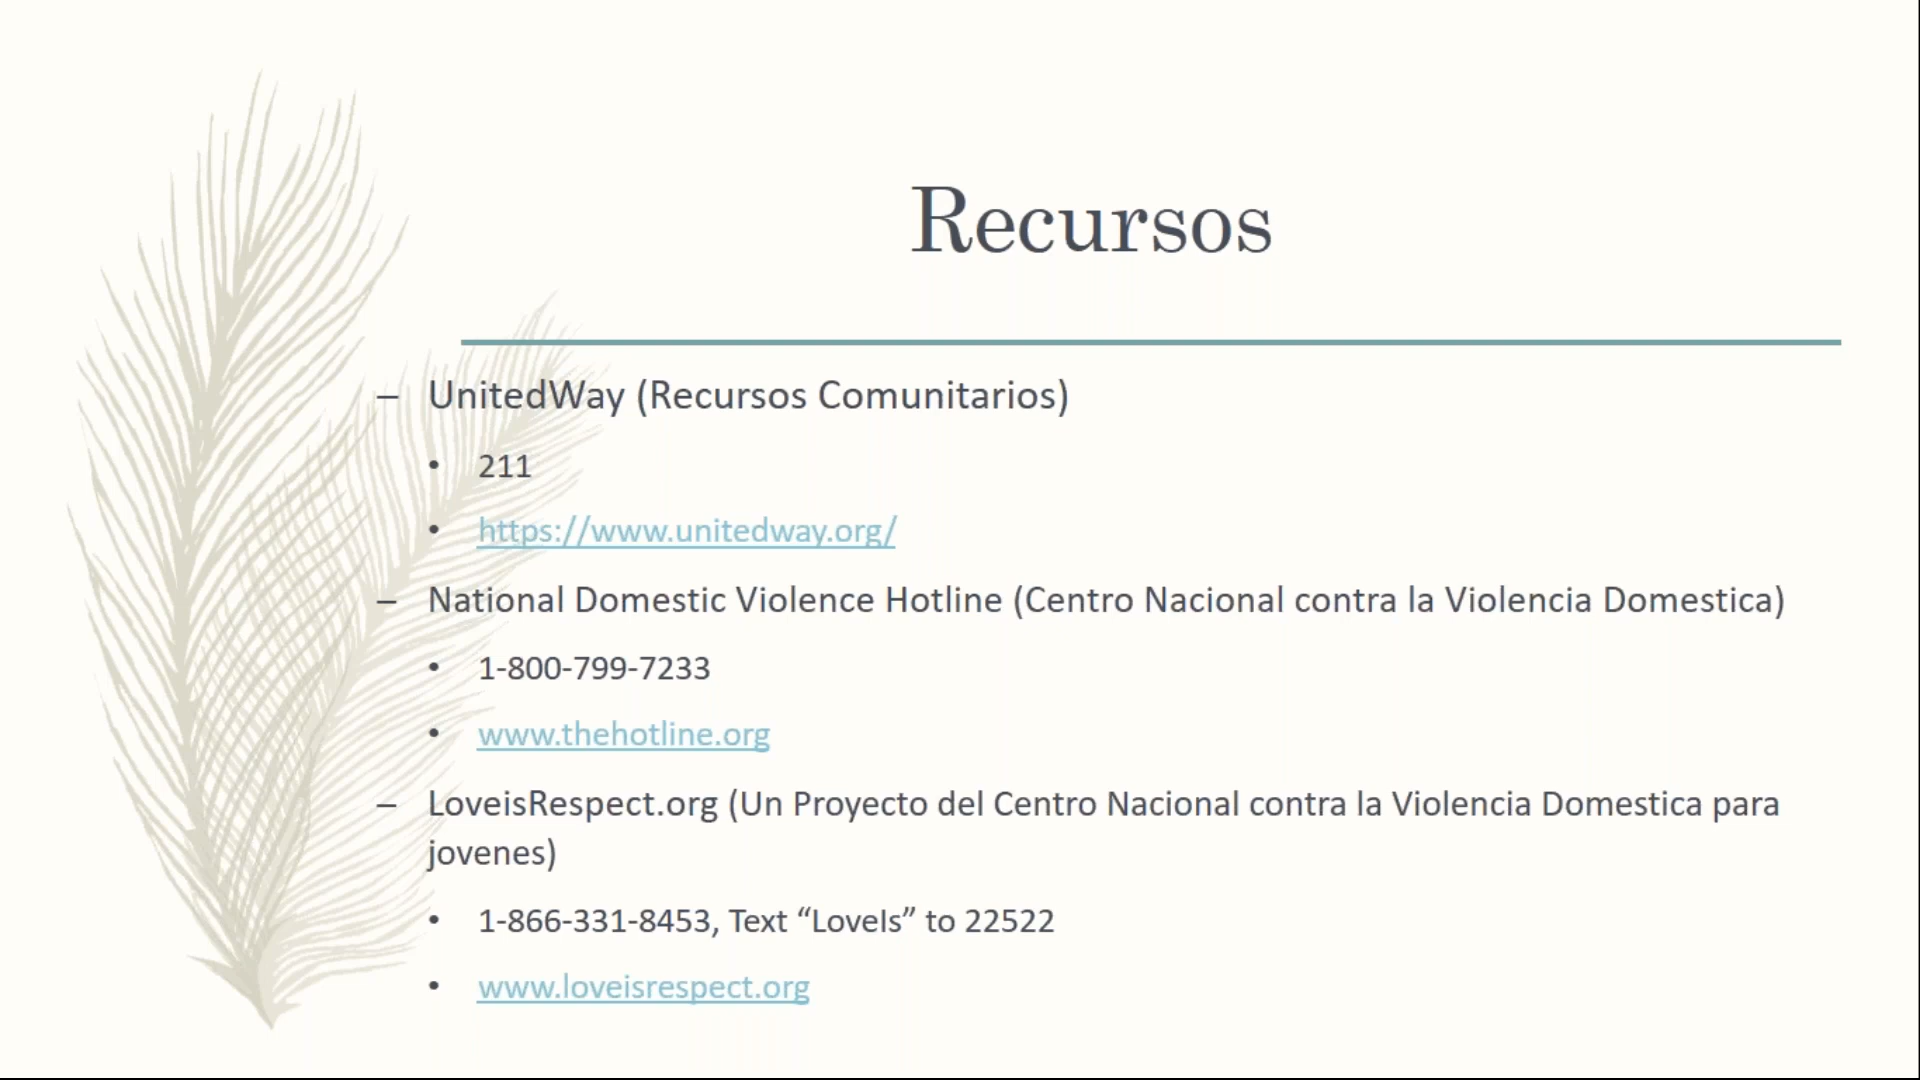 Recursos
– UnitedWay (Recursos Comunitarios)
• 211
• https://www.unitedway.org/
– National Domestic Violence Hotline (Centro Nacional contra la Violencia Domestica)
• 1-800-799-7233
• www.thehotline.org
– LoveisRespect.org (Un Proyecto del Centro Nacional contra la Violencia Domestica para
jovenes)
• 1-866-331-8453, Text “LoveIs” to 22522
• www.loveisrespect.org